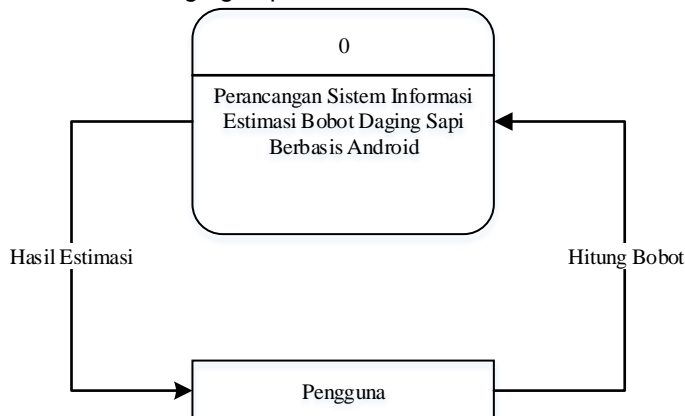 0
Perancangan Sistem Informasi
Estimasi Bobot Daging Sapi
Berbasis Android
Hasil Estimasi
Hitung Bobot
Pengguna